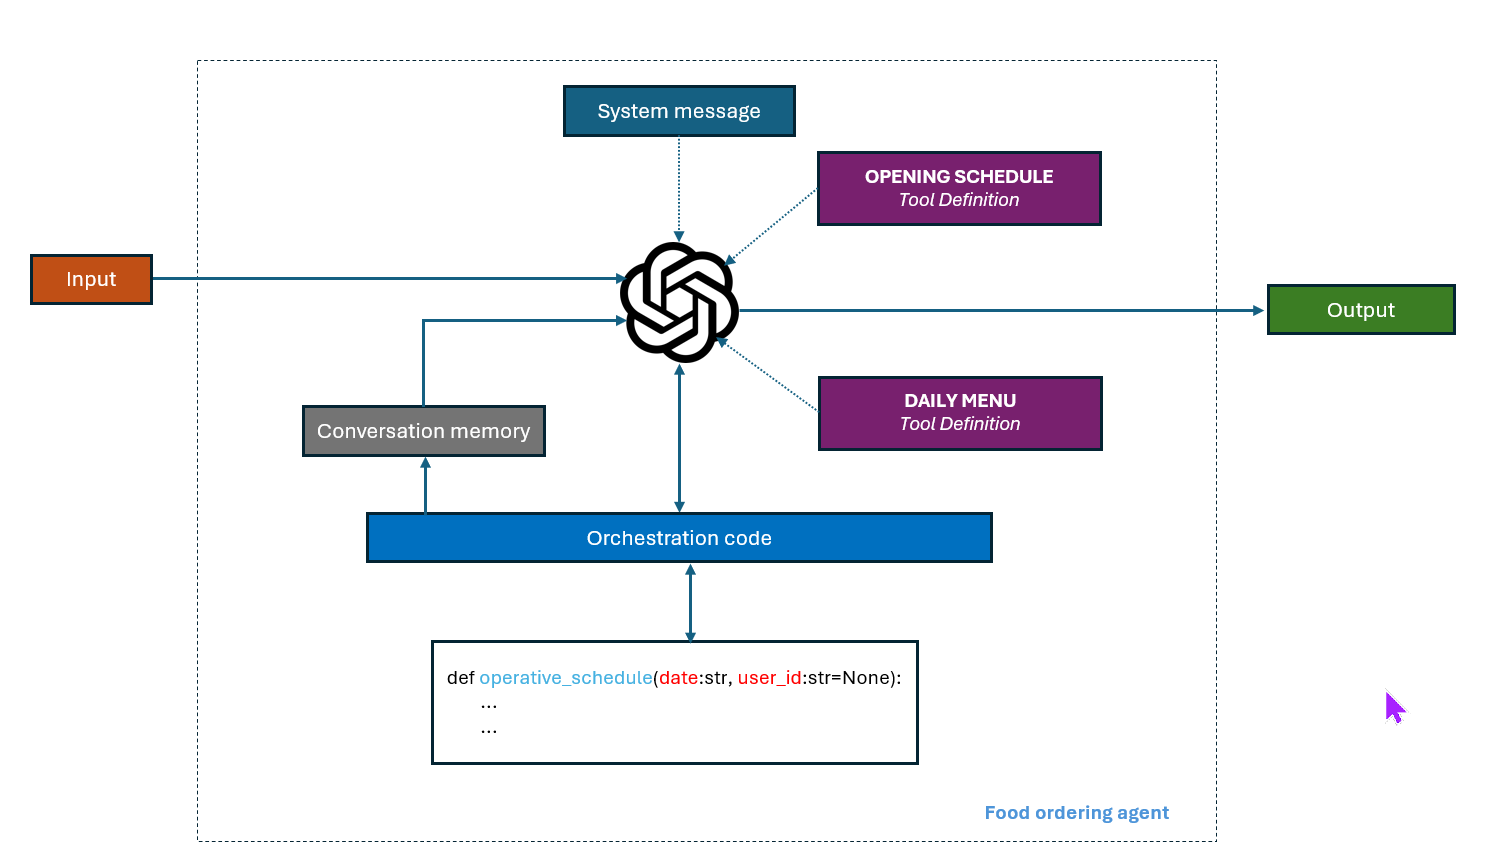 System message
OPENING SCHEDULE
Tool Definition
Input
Output
DAILY MENU
Tool Definition
Conversation memory
Orchestration code
def operative_schedule(date:str, user_id:str=None):
...
...
Food ordering agent